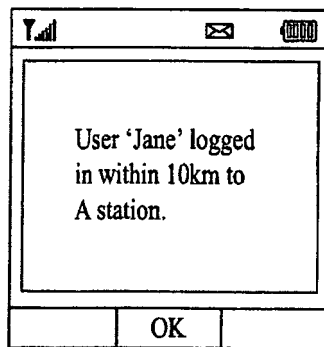 User ‘Jane’ logged
in within 10km to
A station.
OK